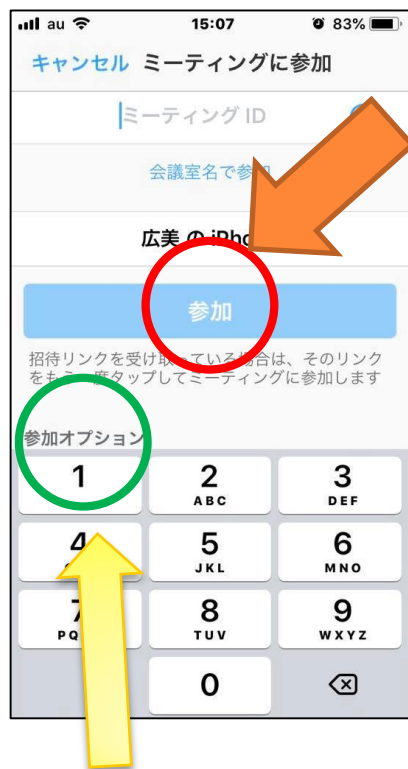 au 15:07 83%
キャンセル ミーティングに参加
ミーティング ID
会議室名で参加
広美 の iPho
参加
招待リンクを受け取っている場合は、そのリンク
をもう一度タップしてミーティングに参加します
参加オプション
1 2 3
ABC DEF
4 5 6
JKL MNO
7 8 9
PQ TUV WXYZ
0